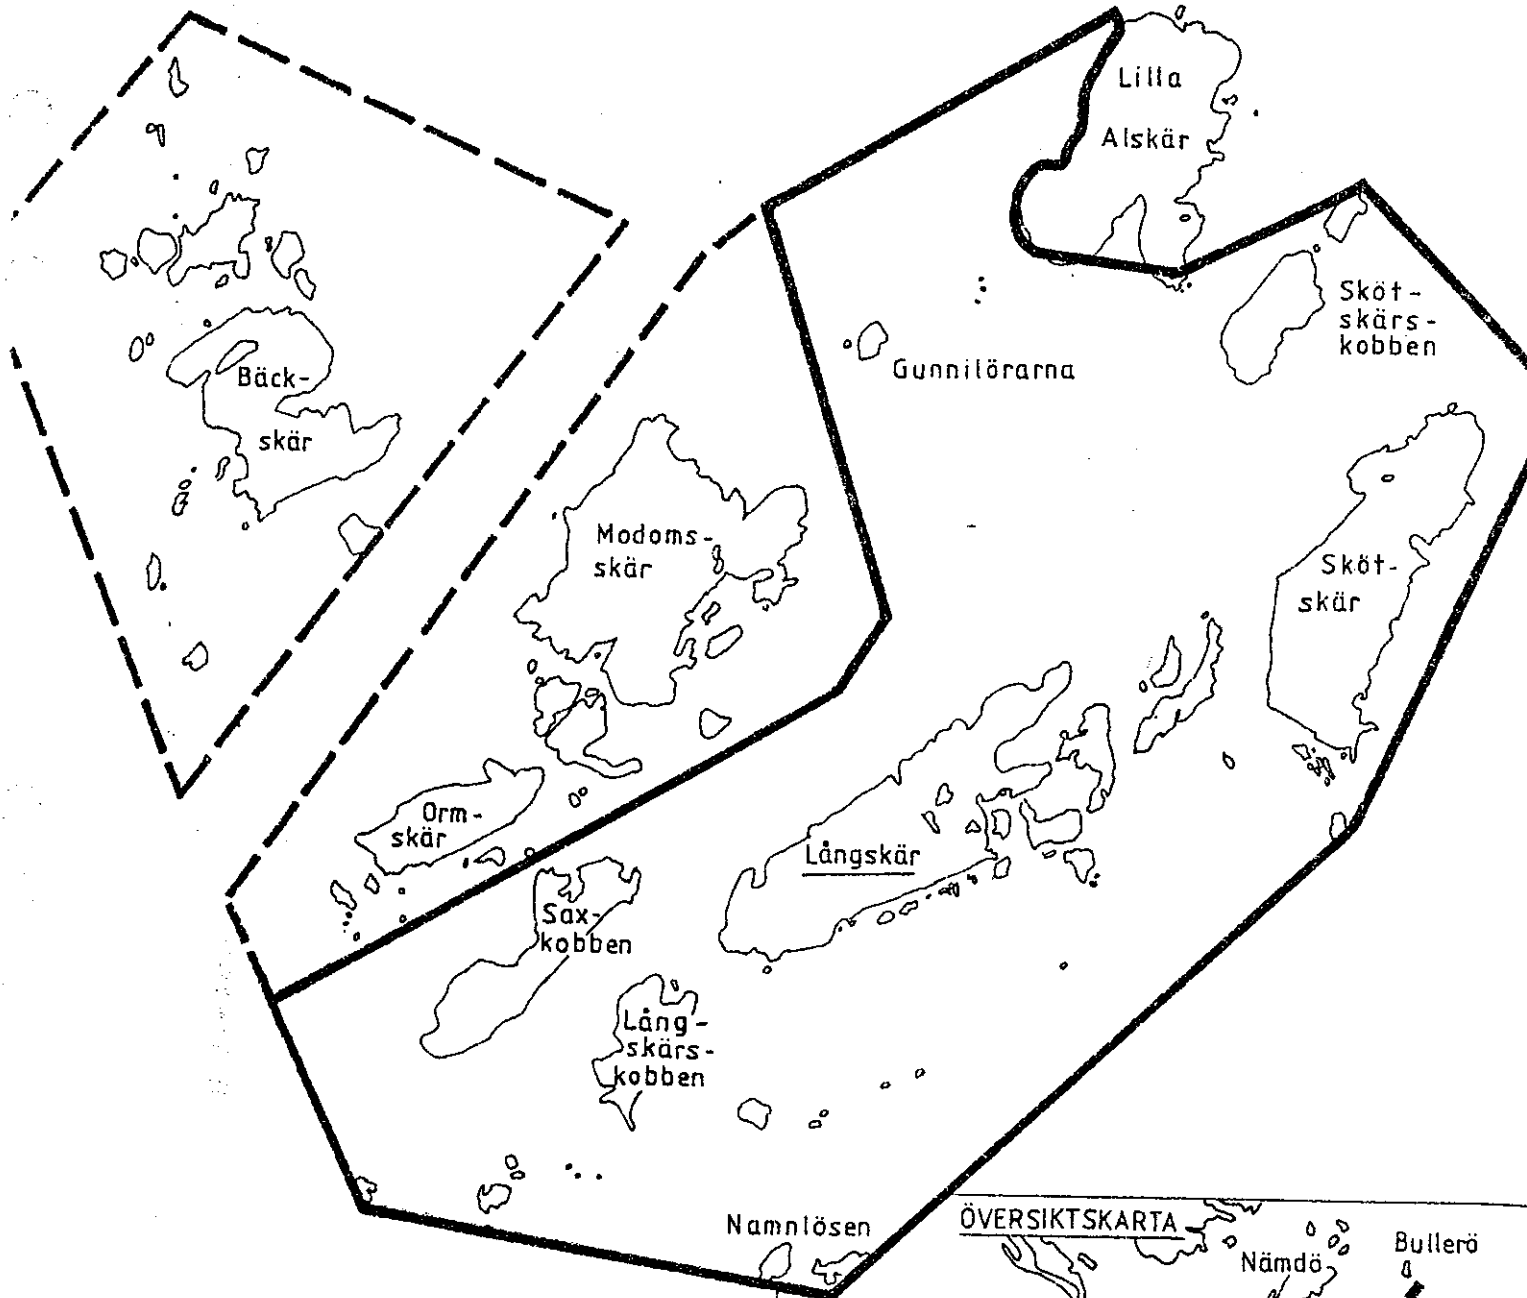 Lilla
Alskär
Sköt-
skärs-
kobben
Gunnilörarna
Bäck-
skär
Modoms-
skär
Sköt-
skär
Orm-
skär
Långskär
Sax-
kobben
Lång-
skärs-
kobben
Namnlösen
ÖVERSIKTSKARTA
Nämdö
Bullerö